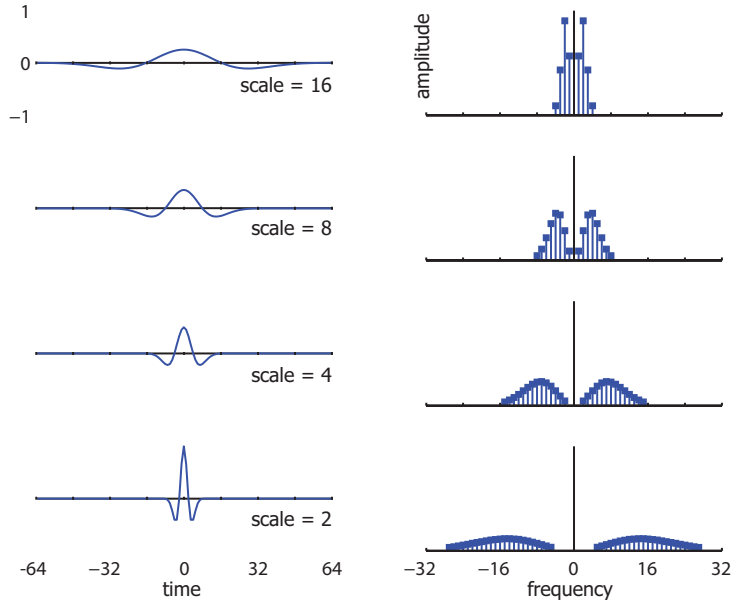 1
0
−1
scale = 16
amplitude
scale = 8
scale = 4
scale = 2
-64 −32 0 32 64
time
−32 −16 0 16 32
frequency